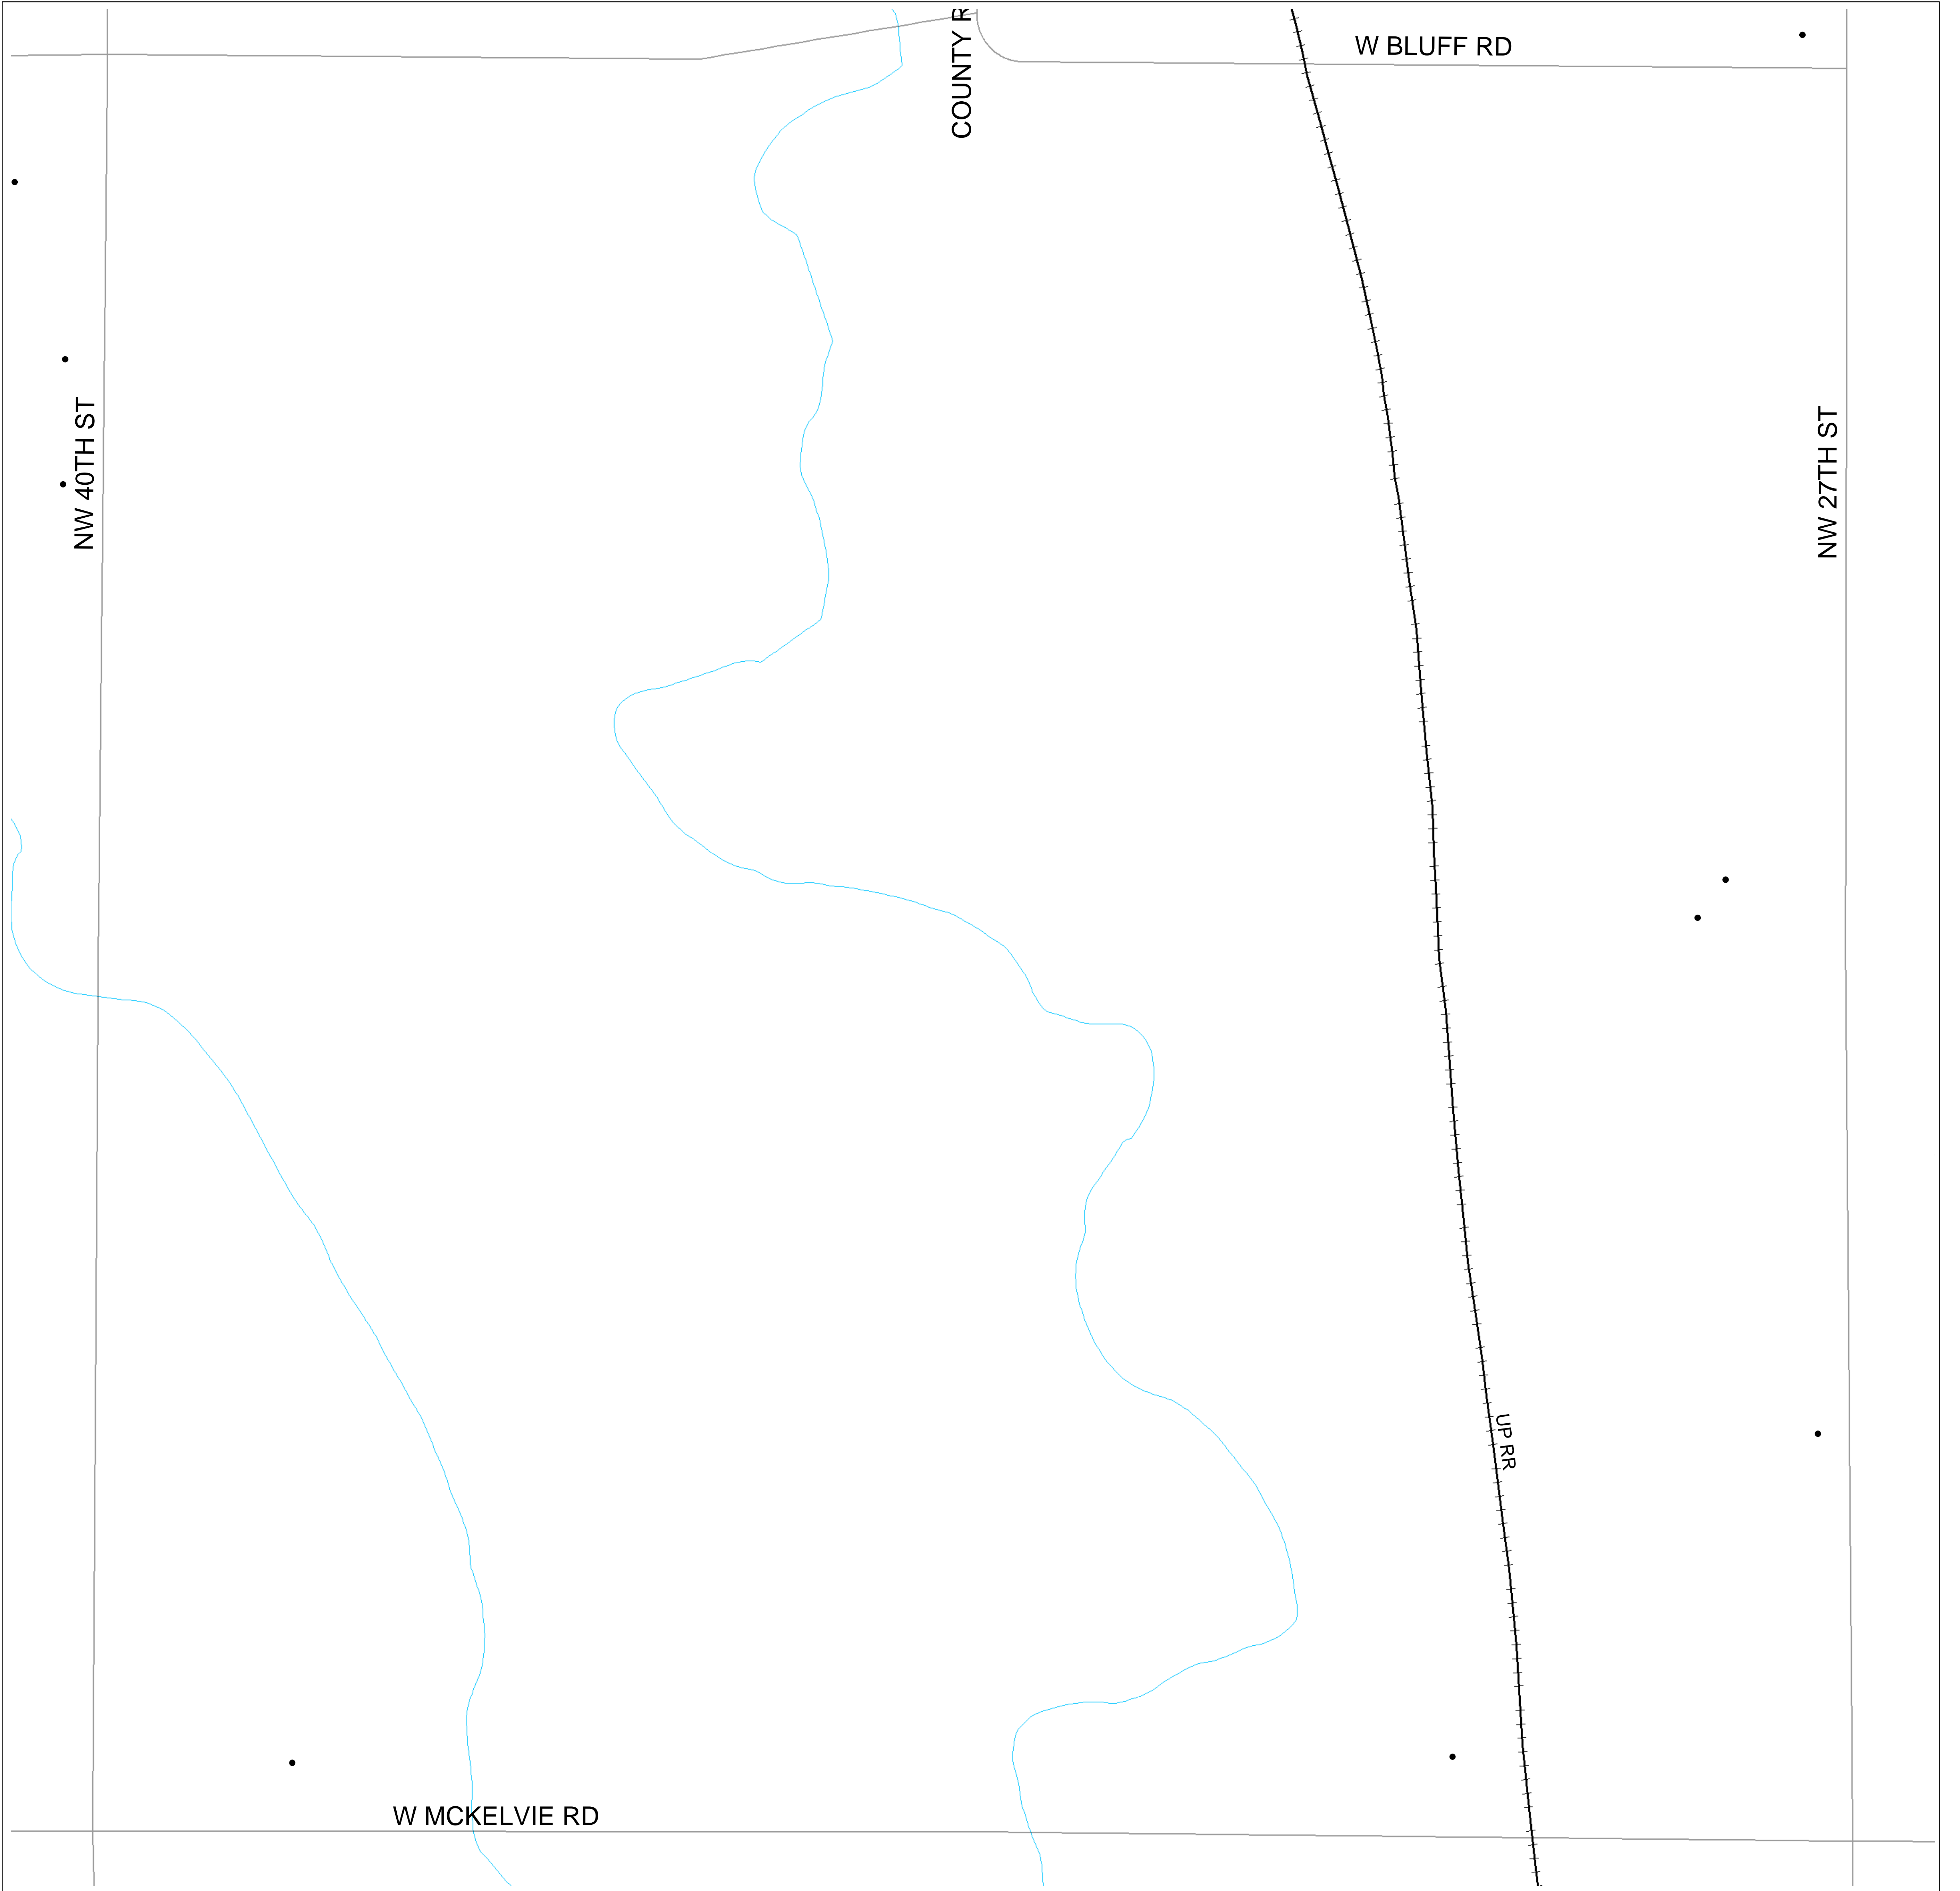 COUNTY R
W BLUFF RD
NW 40TH ST
NW 27TH ST
UP RR
W MCKELVIE RD